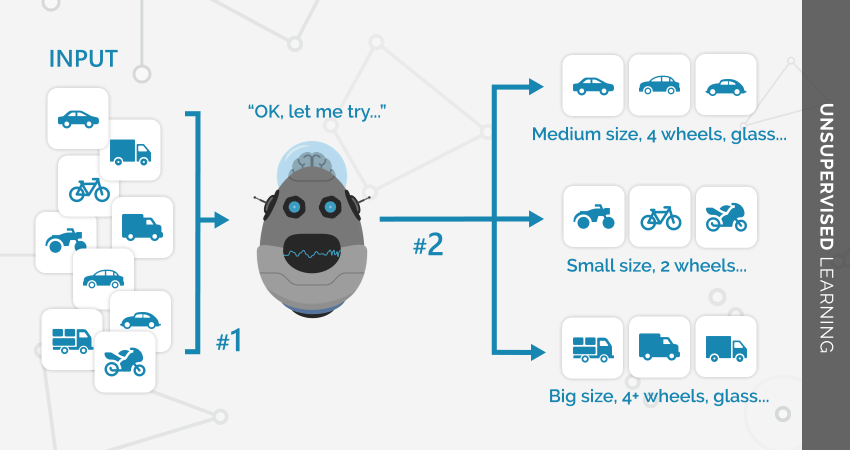 INPUT
“OK, let me try...”
#1
#2
Medium size, 4 wheels, glass...
Small size, 2 wheels...
Big size, 4+ wheels, glass...
UNSUPERVISED LEARNING